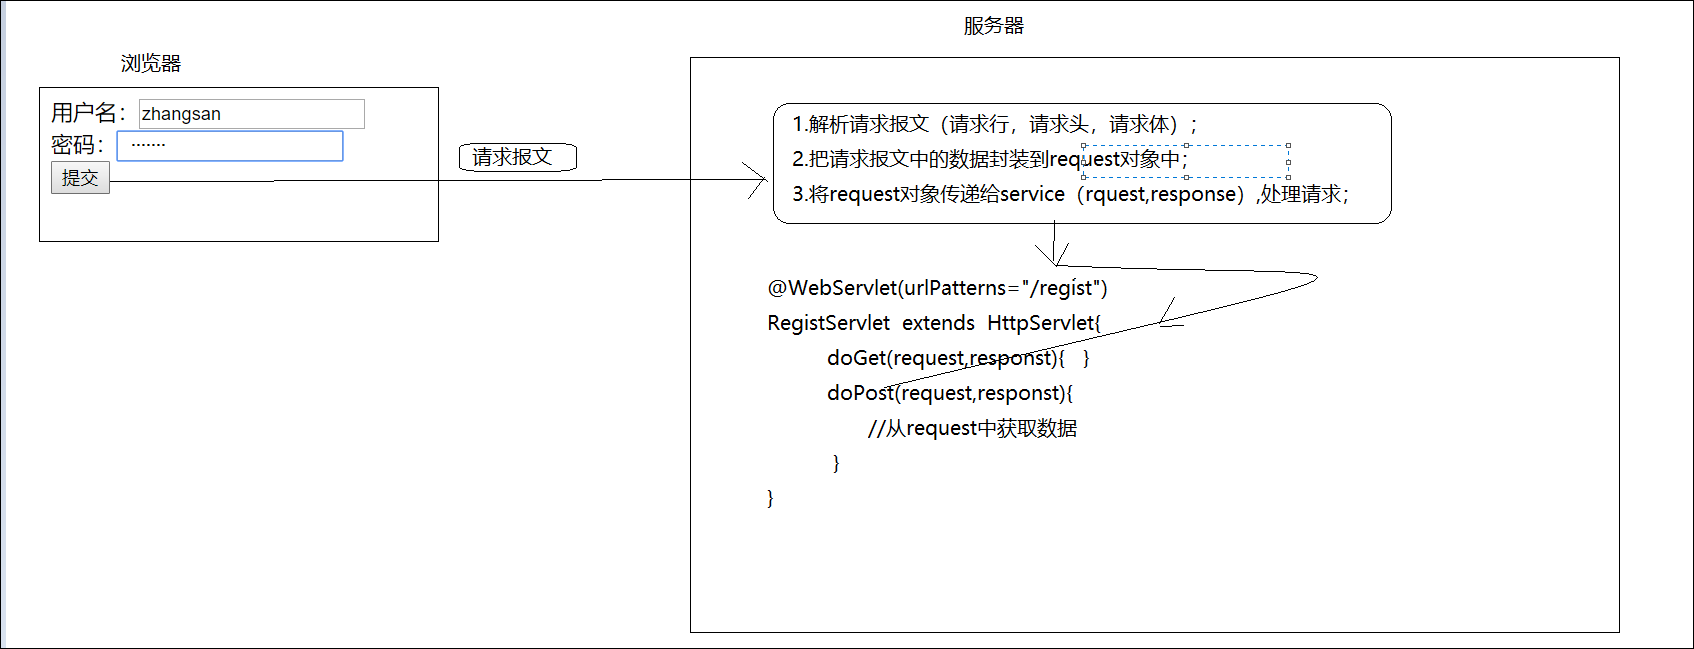 服务器
浏览器
用户名：zhangsan
密码：·······
提交
请求报文
1.解析请求报文（请求行，请求头，请求体）；
2.把请求报文中的数据封装到request对象中；
3.将request对象传递给service（rquest,response）,处理请求；
@WebServlet(urlPatterns="/regist")
RegistServlet extends HttpServlet{
doGet(request,responst){ }
doPost(request,responst){
//从request中获取数据
}
}